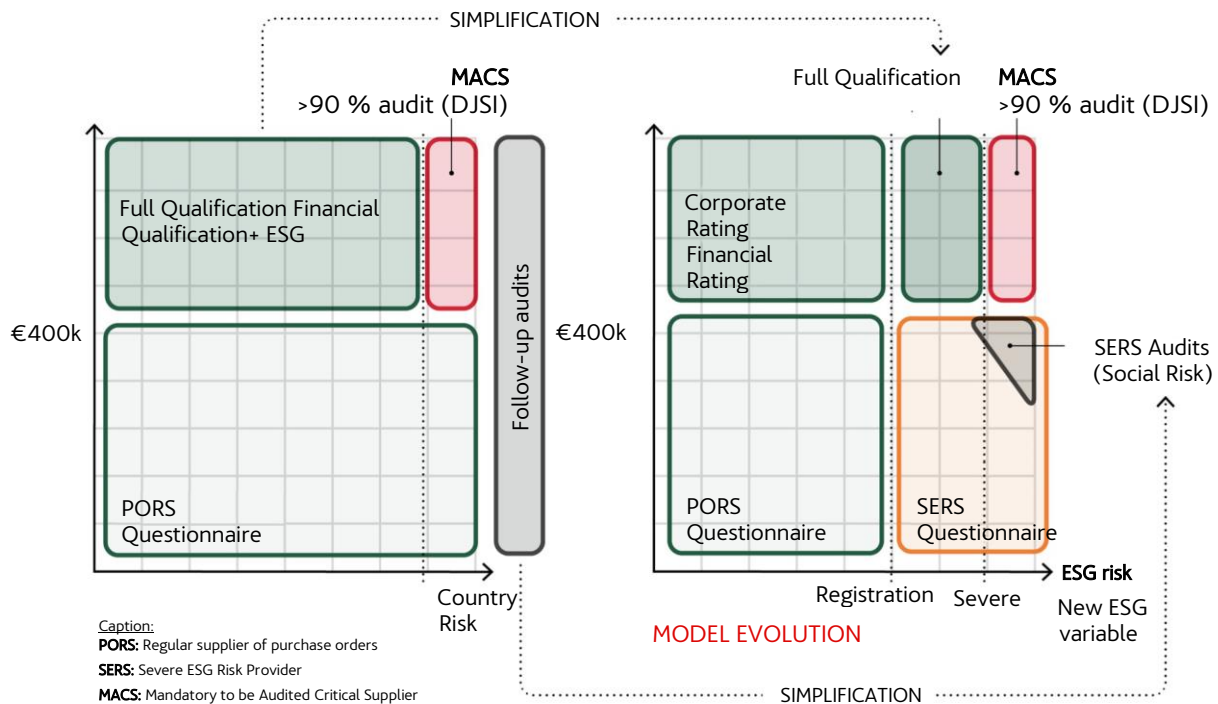 SIMPLIFICATION
MACS
>90 % audit (DJSI)
Full Qualification
MACS
>90 % audit (DJSI)
Full Qualification Financial
Qualification+ ESG
Corporate
Rating
Financial
Rating
€400k
Follow-up audits
€400k
SERS Audits
(Social Risk)
PORS
Questionnaire
PORS
Questionnaire
SERS
Questionnaire
Country
Risk
Registration
Severe
ESG risk
New ESG
variable
MODEL EVOLUTION
Caption:
PORS: Regular supplier of purchase orders
SERS: Severe ESG Risk Provider
MACS: Mandatory to be Audited Critical Supplier
SIMPLIFICATION